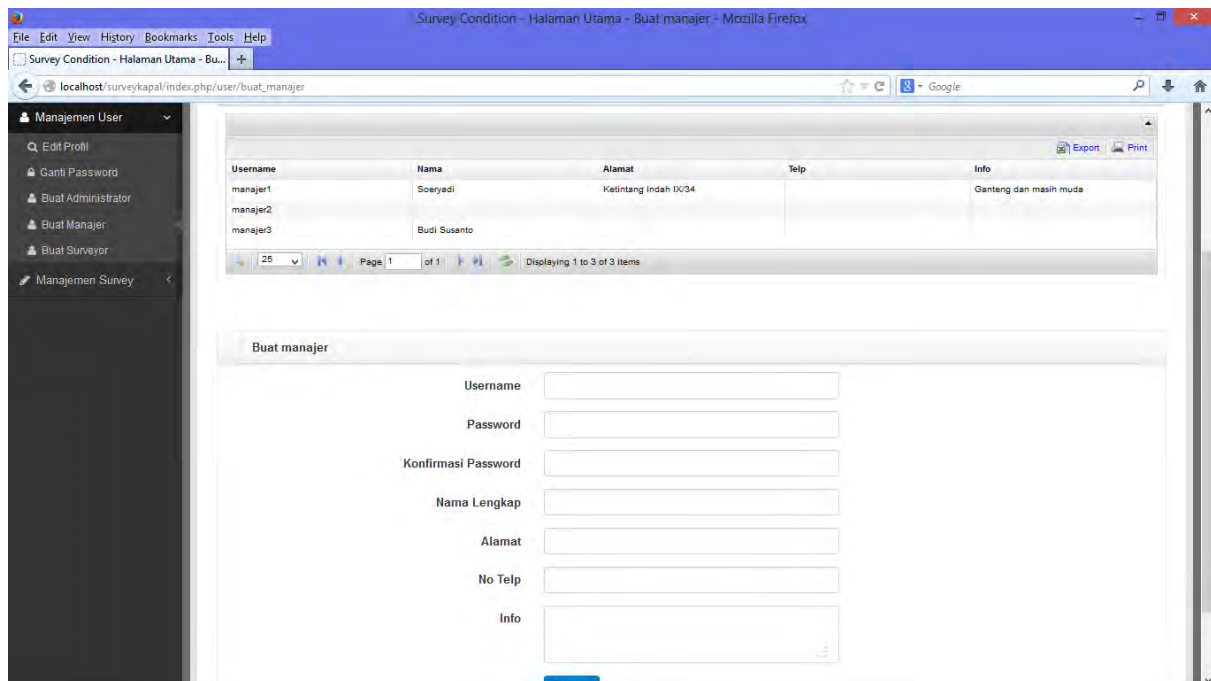 Survey Condition - Halaman Utama - Buat manajer - Mozilla Firefox
File Edit View History Bookmarks Tools Help
Survey Condition - Halaman Utama - Bu...
localhost/surveykapal/index.php/user/buat_manajer
Google
Manajemen User
Edit Profil
Ganti Password
Buat Administrator
Buat Manajer
Buat Surveyor
Manajemen Survey
Export Print
Username Nama Alamat Telp Info
manajer1 Soeryadi Ketintang Indah IX/34 Ganteng dan masih muda
manajer2
manajer3 Budi Susanto
25 Page 1 of 1 Displaying 1 to 3 of 3 items
Buat manajer
Username
Password
Konfirmasi Password
Nama Lengkap
Alamat
No Telp
Info